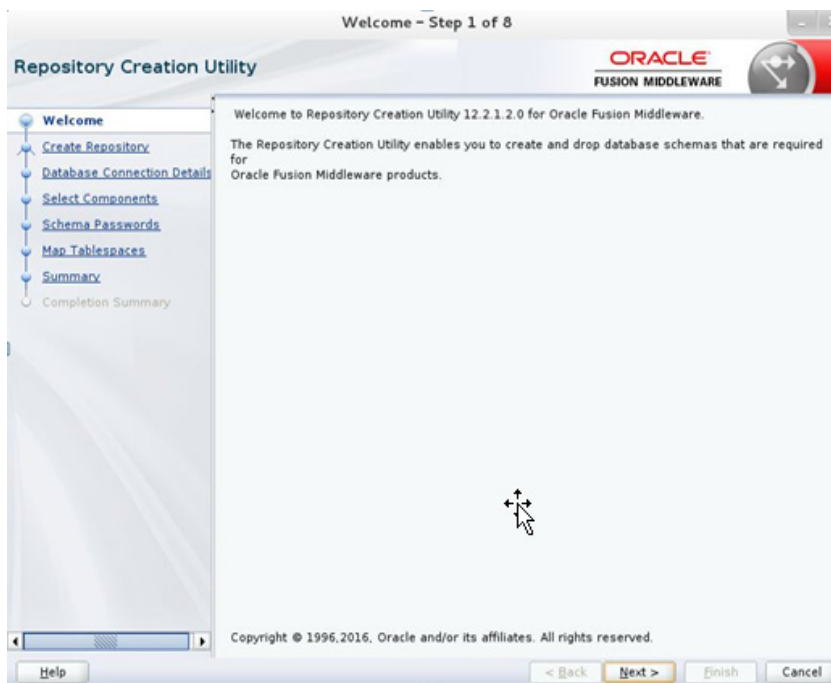 Welcome - Step 1 of 8
Repository Creation Utility
ORACLE
FUSION MIDDLEWARE
Welcome
Create Repository
Database Connection Details
Select Components
Schema Passwords
Map Tablespaces
Summary
Completion Summary
Welcome to Repository Creation Utility 12.2.1.2.0 for Oracle Fusion Middleware.
The Repository Creation Utility enables you to create and drop database schemas that are required
for
Oracle Fusion Middleware products.
Copyright © 1996,2016, Oracle and/or its affiliates. All rights reserved.
Help
< Back
Next >
Finish
Cancel